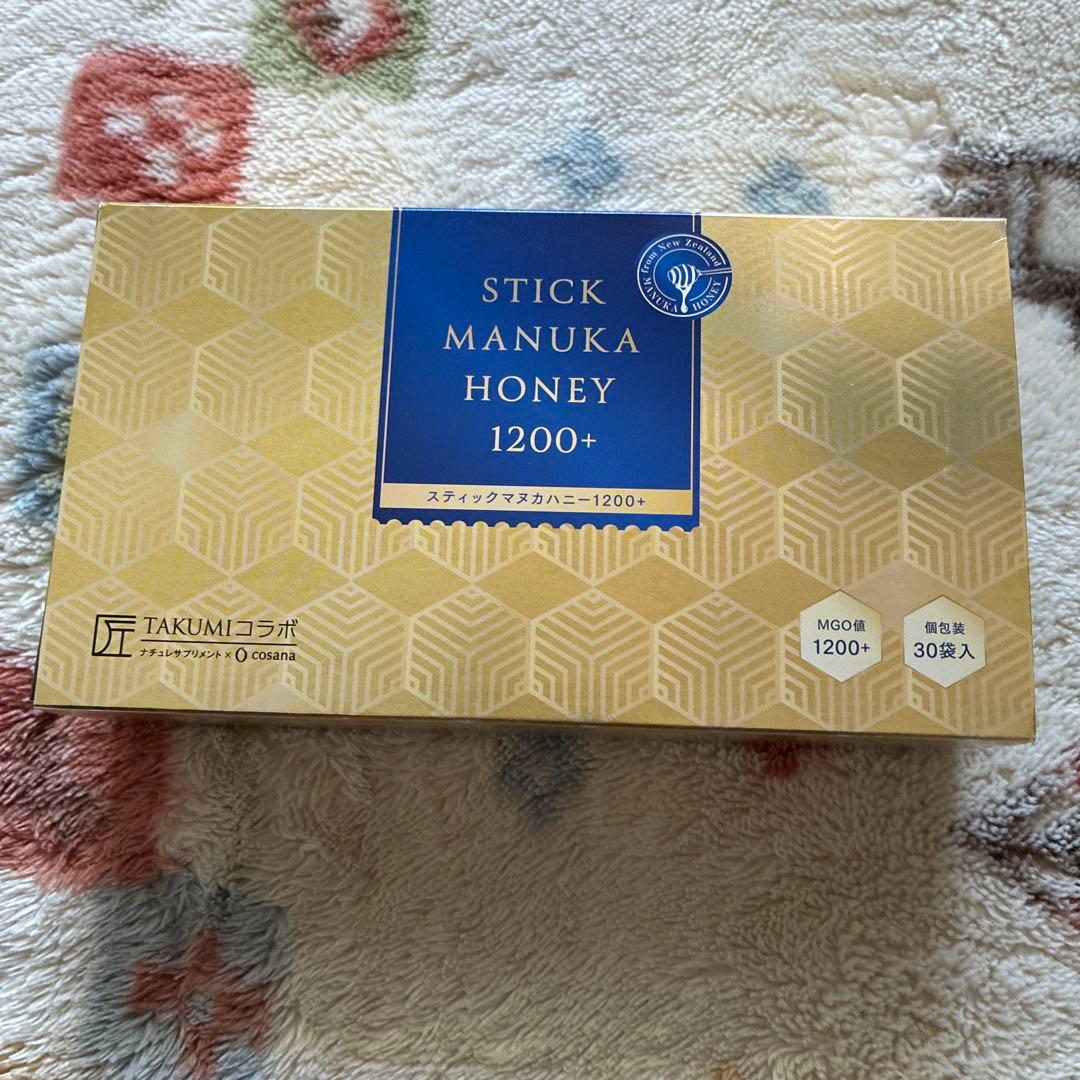 STICK
MANUKA
HONEY
1200+
from New Zealand
MANUKA HONEY
スティックマヌカハニー1200+
匠 TAKUMIコラボ
ナチュレサプリメント× cosana
MGO値
1200+
個包装
30袋入